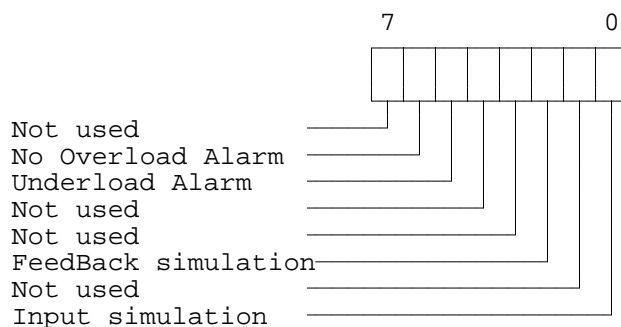 7 0
Not used
No Overload Alarm
Underload Alarm
Not used
Not used
FeedBack simulation
Not used
Input simulation